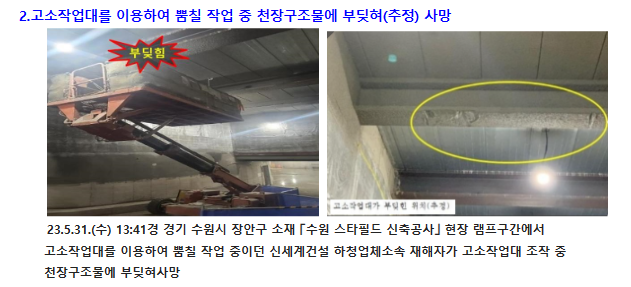 2.고소작업대를 이용하여 뿜칠 작업 중 천장구조물에 부딪혀(추정) 사망
부딪힘
고소작업대가 부딪힌 위치(추정)
23.5.31.(수) 13:41경 경기 수원시 장안구 소재 「수원 스타필드 신축공사」 현장 램프구간에서
고소작업대를 이용하여 뿜칠 작업 중이던 신세계건설 하청업체소속 재해자가 고소작업대 조작 중
천장구조물에 부딪혀사망